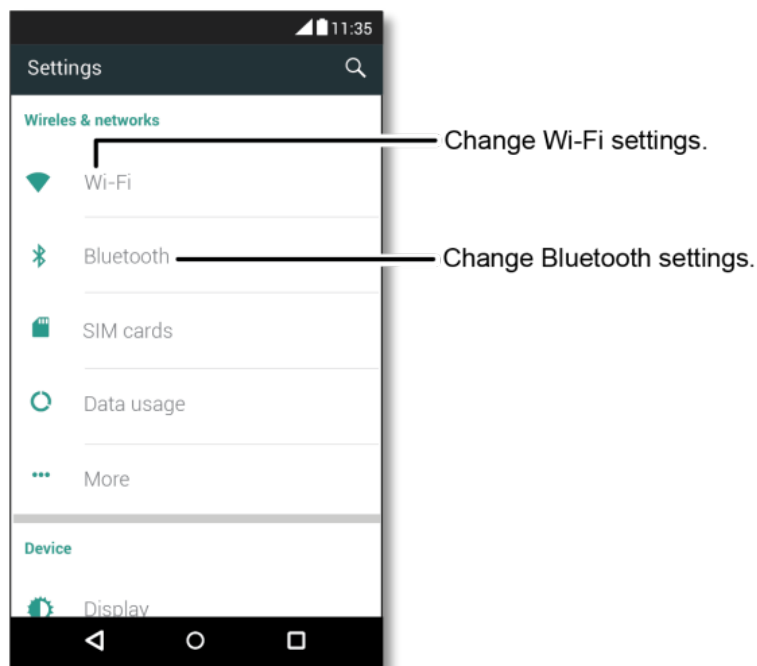 11:35
Settings
Wireles & networks
Change Wi-Fi settings.
Wi-Fi
Bluetooth
Change Bluetooth settings.
SIM cards
Data usage
More
Device
Display